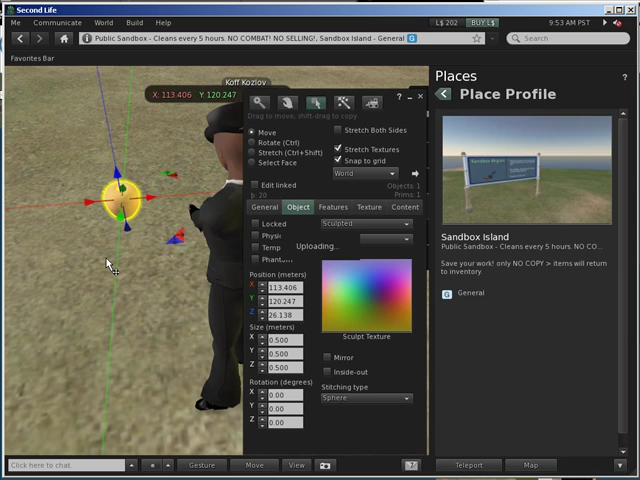 Second Life
Me Communicate World Build Help
L$ 202 BUY L$ 9:53 AM PST
Public Sandbox - Cleans every 5 hours. NO COMBAT! NO SELLING!, Sandbox Island - General G
Search
Favorites Bar
Koff Kozlov
X: 113.406 Y: 120.247
? _ ×
Drag to move, shift-drag to copy
Move
Rotate (Ctrl)
Stretch (Ctrl+Shift)
Select Face
Stretch Both Sides
Stretch Textures
Snap to grid
World
Edit linked
Objects: 1
Prims: 1
General Object Features Texture Content
Locked
Sculpted
Physi
Temp
Uploading...
Phantom
Position (meters)
X 113.406
Y 120.247
Z 26.138
Size (meters)
X 0.500
Y 0.500
Z 0.500
Rotation (degrees)
X 0.00
Y 0.00
Z 0.00
Sculpt Texture
Mirror
Inside-out
Stitching type
Sphere
Places
?
Place Profile
Sandbox Island
Public Sandbox - Cleans every 5 hours. NO CO...
Save your work! only NO COPY > items will return
to inventory
G General
Click here to chat.
Gesture Move View
?
Teleport Map